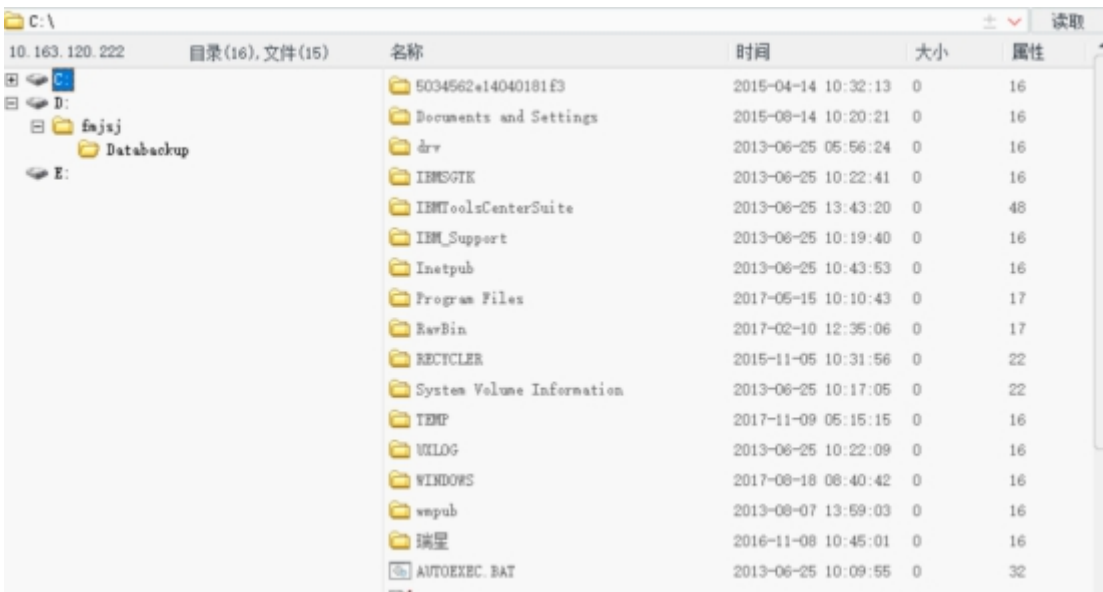 C:\ 读取
10.163.120.222 目录(16),文件(15) 名称 时间 大小 属性
C:
D:
fmjsj
Databackup
E:
5034562e14040181f3 2015-04-14 10:32:13 0 16
Documents and Settings 2015-08-14 10:20:21 0 16
drv 2013-06-25 05:56:24 0 16
IBMSGTK 2013-06-25 10:22:41 0 16
IBMToolsCenterSuite 2013-06-25 13:43:20 0 48
IBM_Support 2013-06-25 10:19:40 0 16
Inetpub 2013-06-25 10:43:53 0 16
Program Files 2017-05-15 10:10:43 0 17
RavBin 2017-02-10 12:35:06 0 17
RECYCLER 2015-11-05 10:31:56 0 22
System Volume Information 2013-06-25 10:17:05 0 22
TEMP 2017-11-09 05:15:15 0 16
UXLOG 2013-06-25 10:22:09 0 16
WINDOWS 2017-08-18 08:40:42 0 16
wmpub 2013-08-07 13:59:03 0 16
瑞星 2016-11-08 10:45:01 0 16
AUTOEXEC.BAT 2013-06-25 10:09:55 0 32